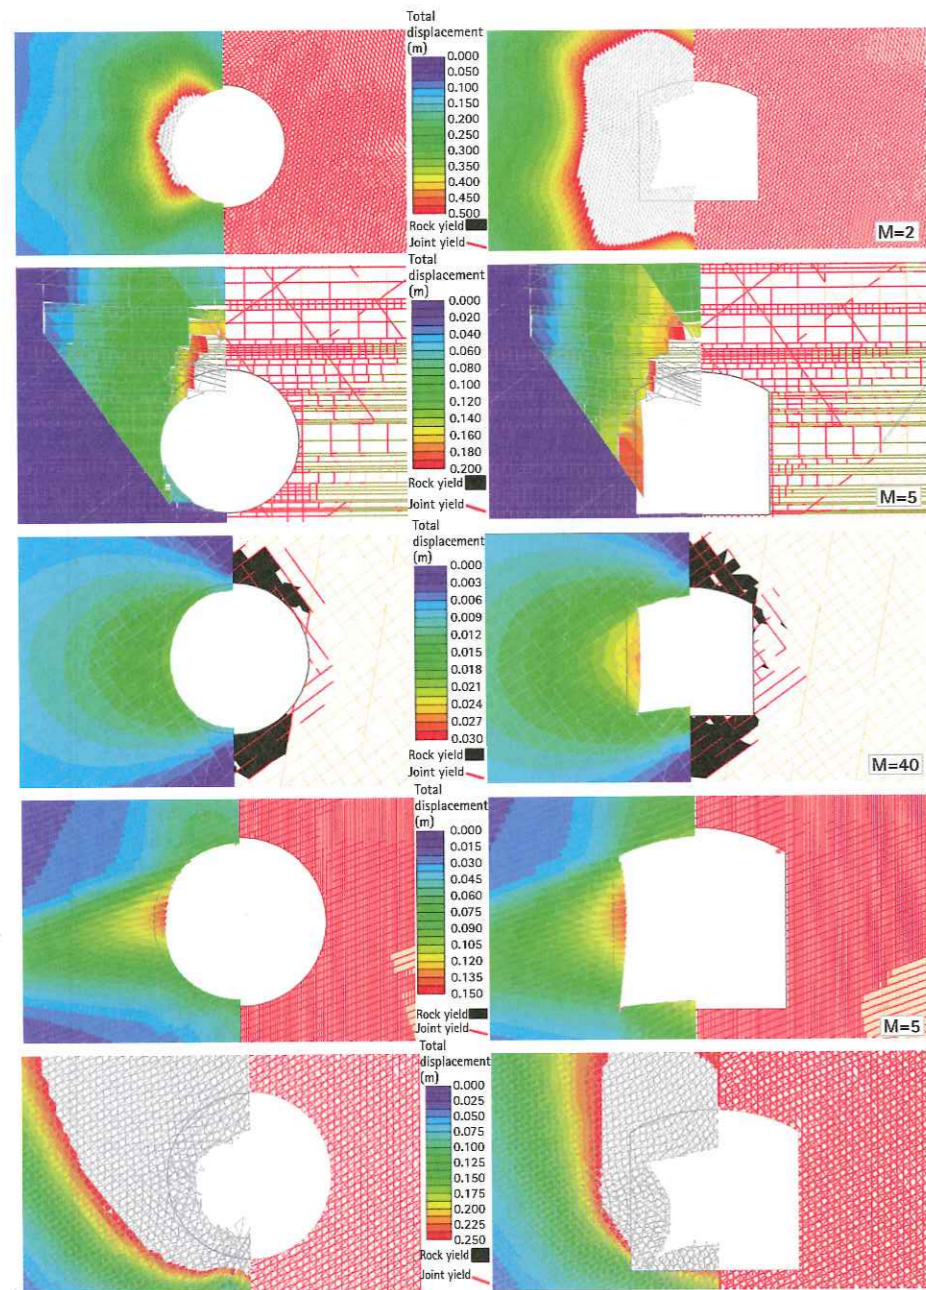 Total
displacement
(m)
0.000
0.050
0.100
0.150
0.200
0.250
0.300
0.350
0.400
0.450
0.500
Rock yield
Joint yield
M=2
Total
displacement
(m)
0.000
0.020
0.040
0.060
0.080
0.100
0.120
0.140
0.160
0.180
0.200
Rock yield
Joint yield
M=5
Total
displacement
(m)
0.000
0.003
0.006
0.009
0.012
0.015
0.018
0.021
0.024
0.027
0.030
Rock yield
Joint yield
M=40
Total
displacement
(m)
0.000
0.015
0.030
0.045
0.060
0.075
0.090
0.105
0.120
0.135
0.150
Rock yield
Joint yield
M=5
Total
displacement
(m)
0.000
0.025
0.050
0.075
0.100
0.125
0.150
0.175
0.200
0.225
0.250
Rock yield
Joint yield